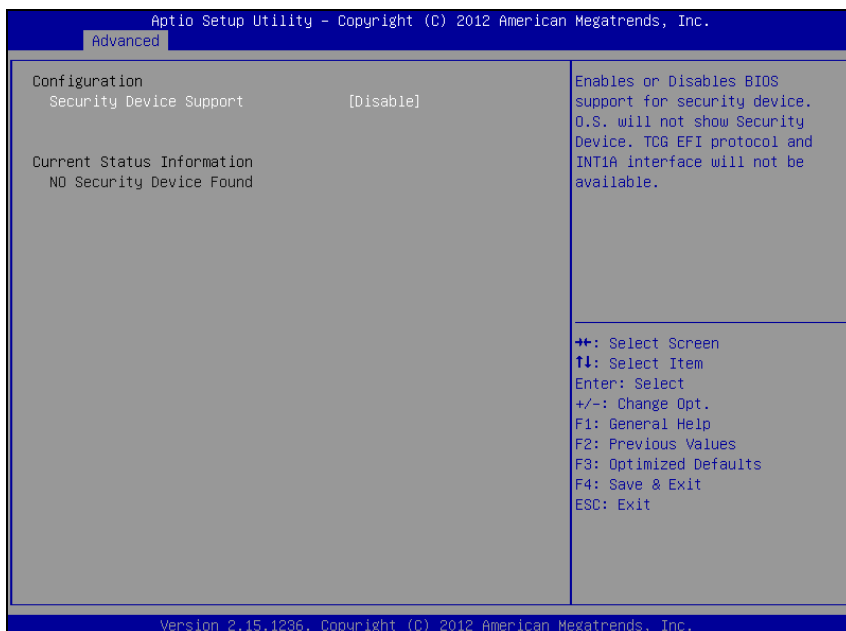 Aptio Setup Utility – Copyright (C) 2012 American Megatrends, Inc.
Advanced
Configuration
Security Device Support [Disable]
Current Status Information
NO Security Device Found
Enables or Disables BIOS
support for security device.
O.S. will not show Security
Device. TCG EFI protocol and
INT1A interface will not be
available.
→←: Select Screen
↑↓: Select Item
Enter: Select
+/-: Change Opt.
F1: General Help
F2: Previous Values
F3: Optimized Defaults
F4: Save & Exit
ESC: Exit
Version 2.15.1236. Copyright (C) 2012 American Megatrends, Inc.